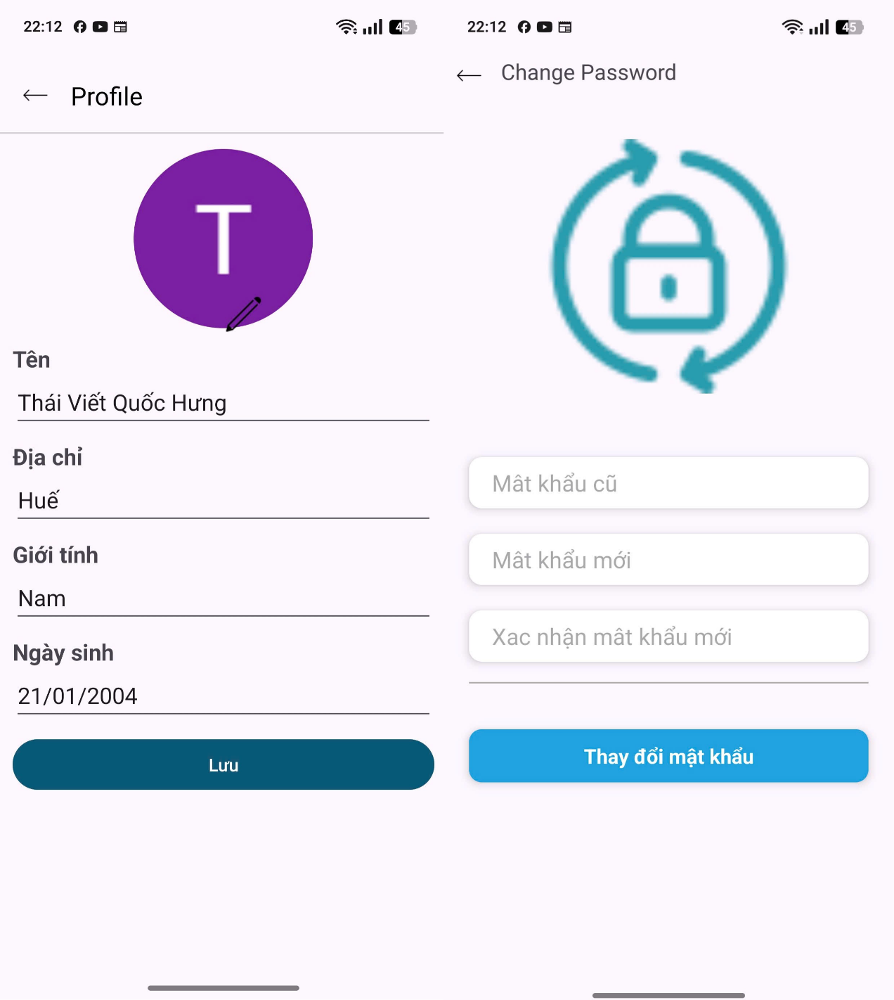 22:12
45
Profile
T
Tên
Thái Viết Quốc Hưng
Địa chỉ
Huế
Giới tính
Nam
Ngày sinh
21/01/2004
Lưu
22:12
45
Change Password
Mât khẩu cũ
Mât khẩu mới
Xac nhận mât khẩu mới
Thay đổi mật khẩu